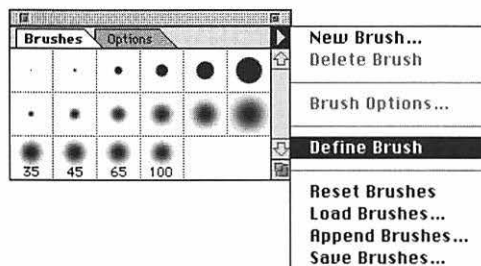 Brushes Options
35 45 65 100
New Brush...
Delete Brush
Brush Options...
Define Brush
Reset Brushes
Load Brushes...
Append Brushes...
Save Brushes...